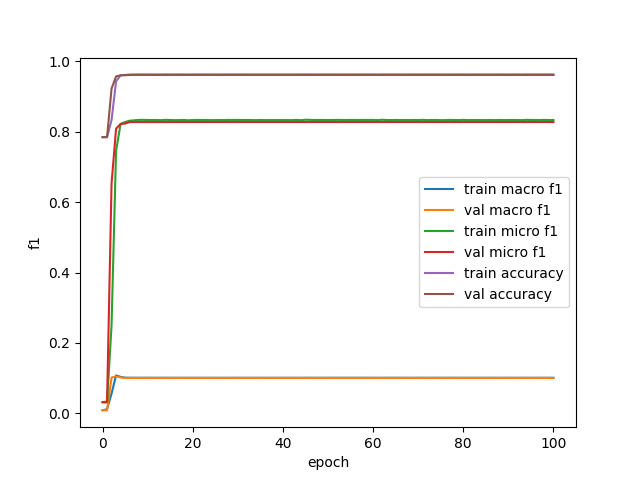 1.0
0.8
0.6
0.4
0.2
0.0
f1
train macro f1
val macro f1
train micro f1
val micro f1
train accuracy
val accuracy
0 20 40 60 80 100
epoch